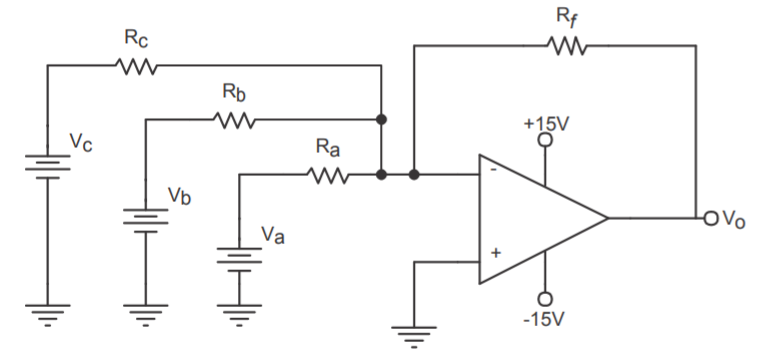 Rf
Rc
Rb
+15V
Vc
Ra
-
Vb
Vo
Va
+
-15V